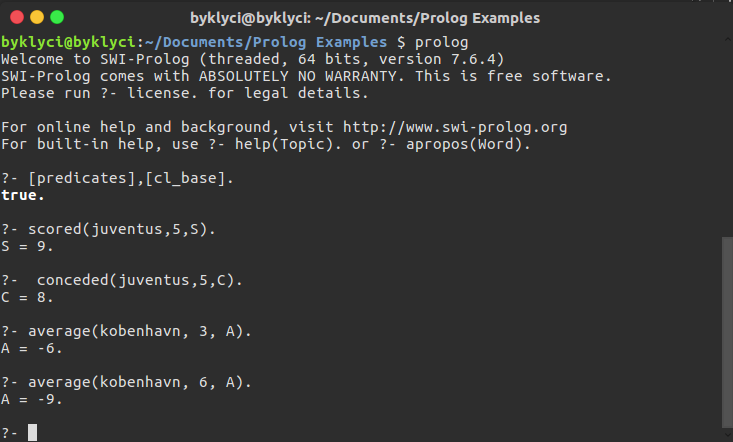 byklyci@byklyci: ~/Documents/Prolog Examples
byklyci@byklyci:~/Documents/Prolog Examples $ prolog
Welcome to SWI-Prolog (threaded, 64 bits, version 7.6.4)
SWI-Prolog comes with ABSOLUTELY NO WARRANTY. This is free software.
Please run ?- license. for legal details.
For online help and background, visit http://www.swi-prolog.org
For built-in help, use ?- help(Topic). or ?- apropos(Word).
?- [predicates],[cl_base].
true.
?- scored(juventus,5,S).
S = 9.
?-  conceded(juventus,5,C).
C = 8.
?- average(kobenhavn, 3, A).
A = -6.
?- average(kobenhavn, 6, A).
A = -9.
?-